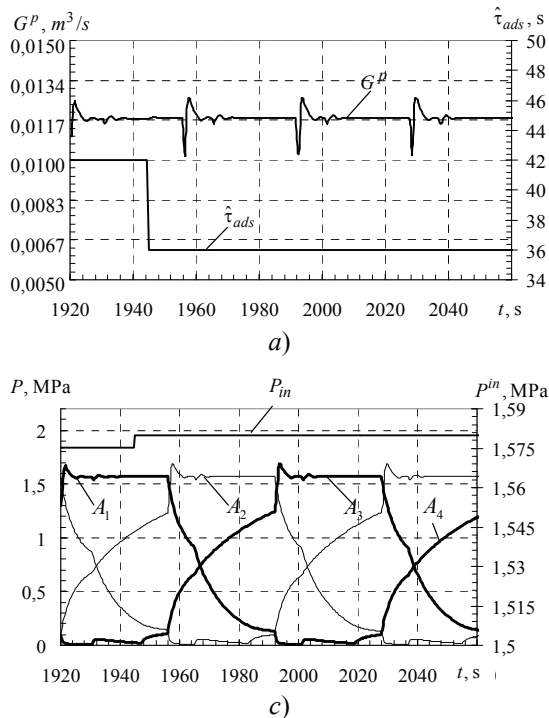 G^p, m³/s
τ̂_ads, s
0,0150
0,0134
0,0117
0,0100
0,0083
0,0067
0,0050
50
48
46
44
42
40
38
36
34
G^p
τ̂_ads
1920 1940 1960 1980 2000 2020 2040 t, s
a)
P, MPa
P_in
P^in, MPa
2
1,5
1
0,5
0
1,59
1,575
1,56
1,545
1,53
1,515
1,5
A_1 A_2 A_3 A_4
1920 1940 1960 1980 2000 2020 2040 t, s
c)